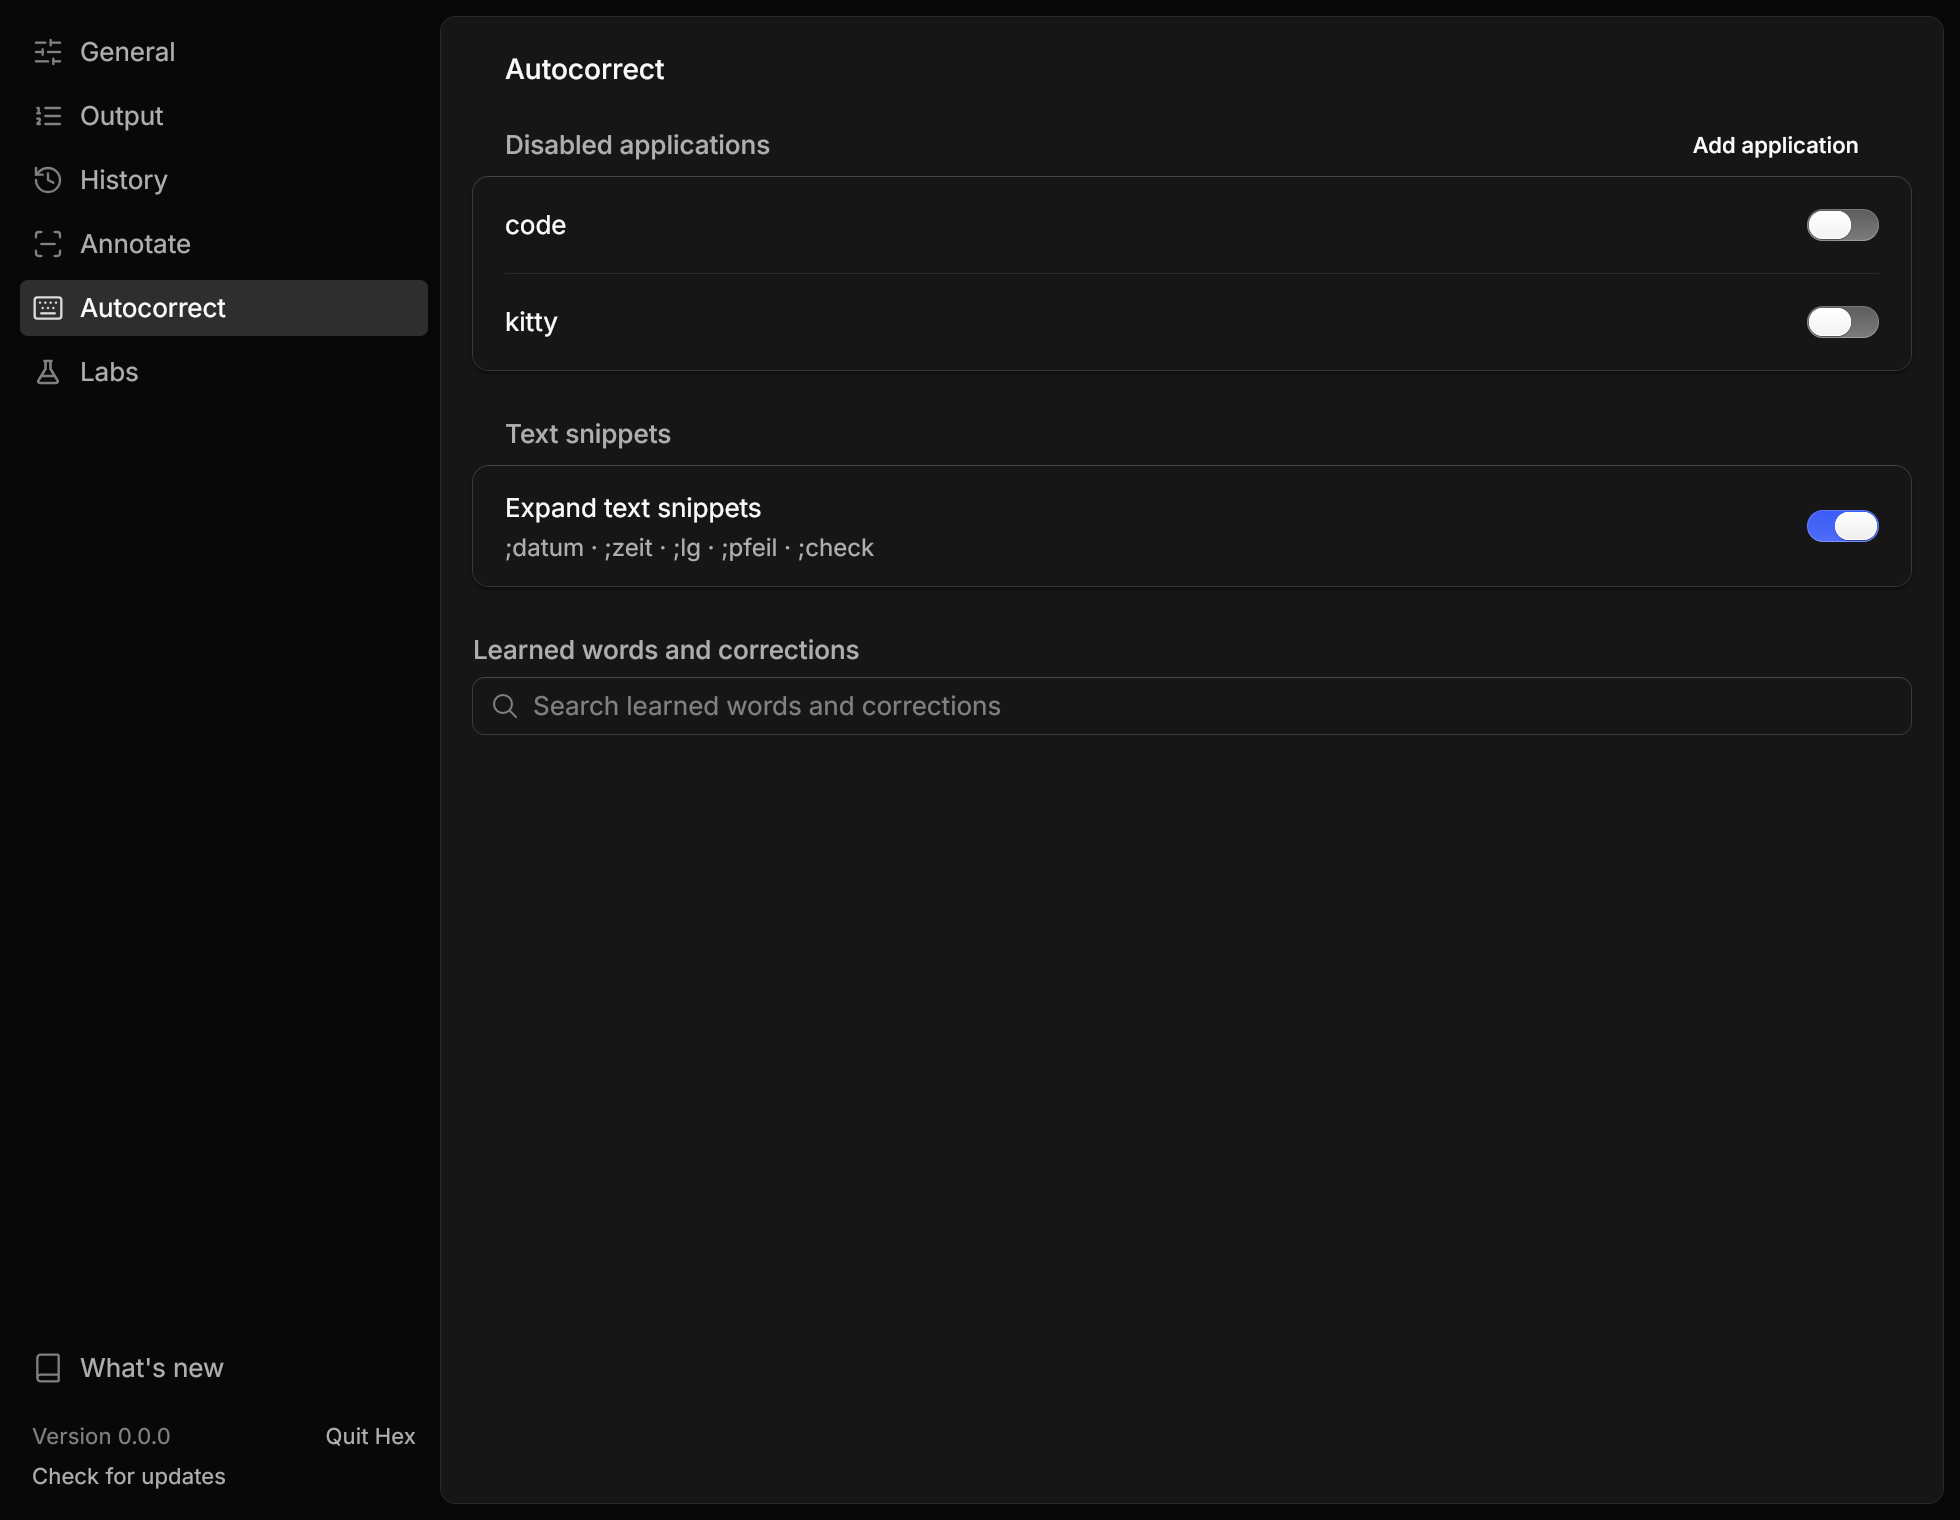 General
Output
History
Annotate
Autocorrect
Labs
What's new
Version 0.0.0
Quit Hex
Check for updates
Autocorrect
Disabled applications
Add application
code
kitty
Text snippets
Expand text snippets
;datum · ;zeit · ;lg · ;pfeil · ;check
Learned words and corrections
Search learned words and corrections